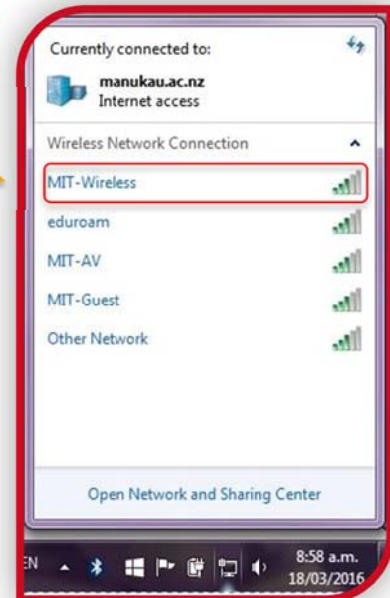 Currently connected to:
manukau.ac.nz
Internet access
Wireless Network Connection
MIT-Wireless
eduroam
MIT-AV
MIT-Guest
Other Network
Open Network and Sharing Center
EN
8:58 a.m.
18/03/2016